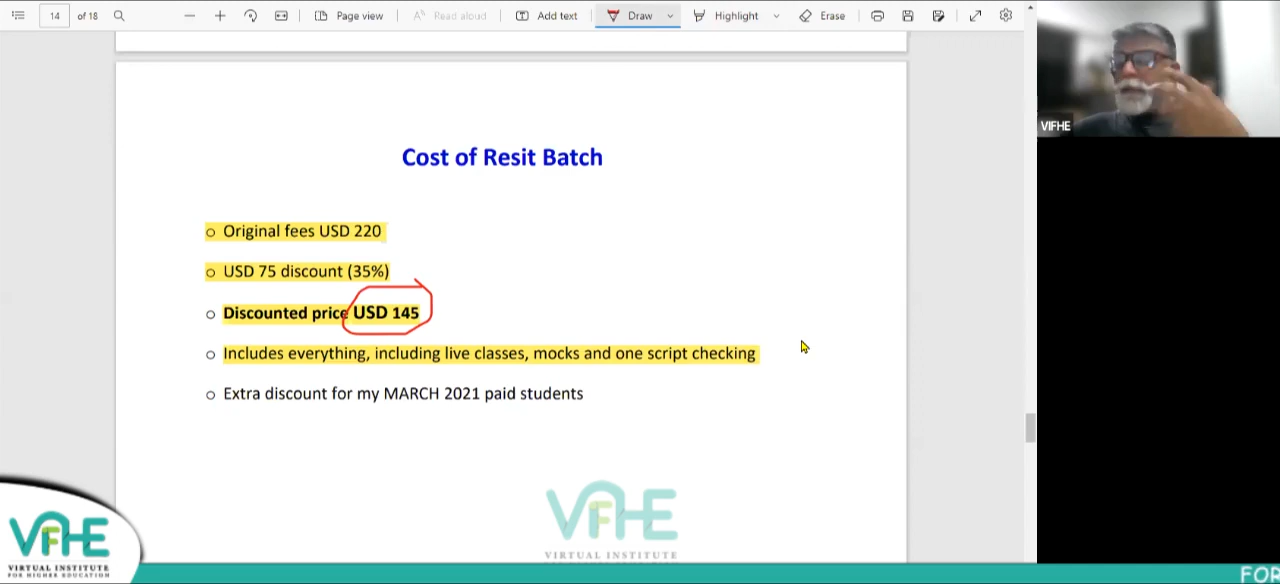 14 of 18 Page view Read aloud Add text Draw Highlight Erase
VIFHE
Cost of Resit Batch
o Original fees USD 220
o USD 75 discount (35%)
o Discounted price USD 145
o Includes everything, including live classes, mocks and one script checking
o Extra discount for my MARCH 2021 paid students
VIFHE
VIRTUAL INSTITUTE
VIFHE
VIRTUAL INSTITUTE
FOR HIGHER EDUCATION
FOR